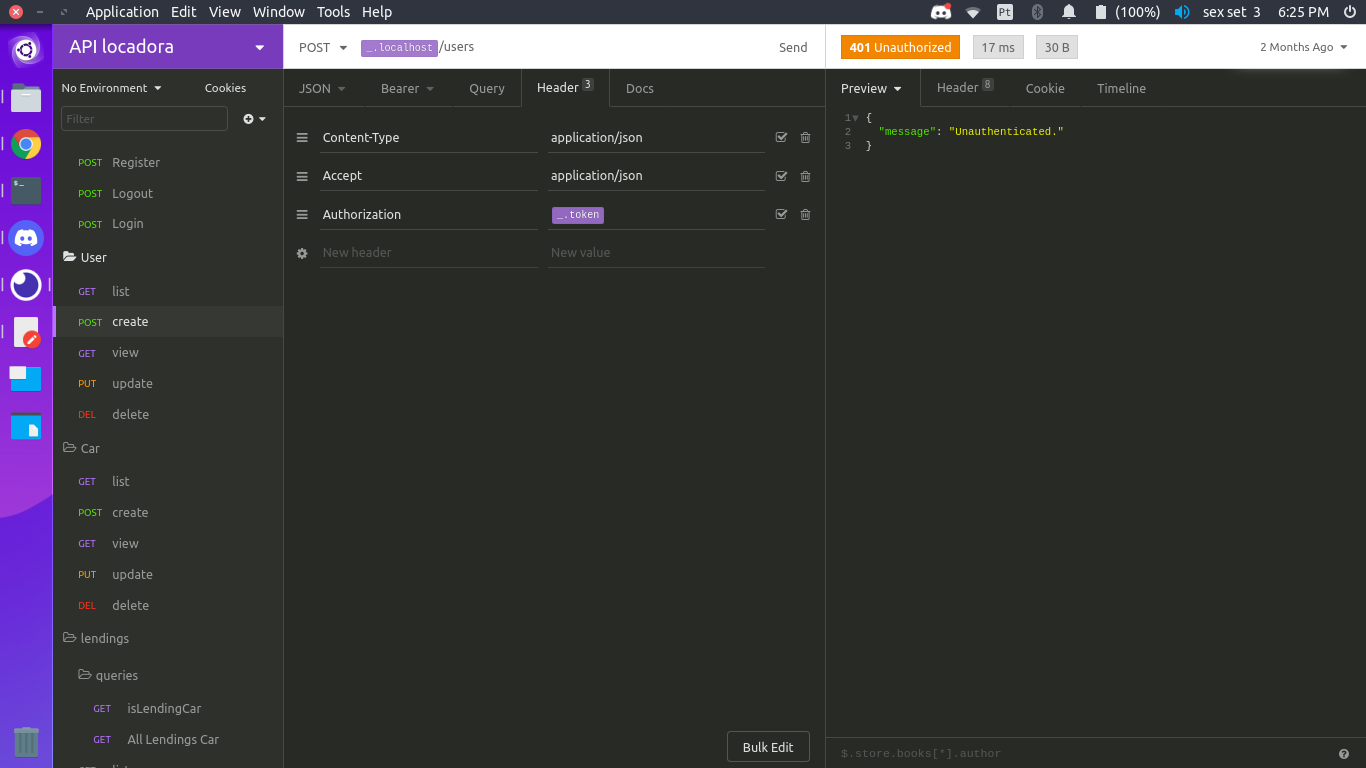 Application Edit View Window Tools Help
Pt (100%) sex set 3 6:25 PM
API locadora
POST _.localhost/users Send
401 Unauthorized 17 ms 30 B 2 Months Ago
No Environment Cookies
JSON Bearer Query Header 3 Docs
Preview Header 8 Cookie Timeline
Filter
Content-Type application/json
Accept application/json
Authorization _.token
New header New value
1 {
2 "message": "Unauthenticated."
3 }
POST Register
POST Logout
POST Login
User
GET list
POST create
GET view
PUT update
DEL delete
Car
GET list
POST create
GET view
PUT update
DEL delete
lendings
queries
GET isLendingCar
GET All Lendings Car
Bulk Edit
$.store.books[*].author